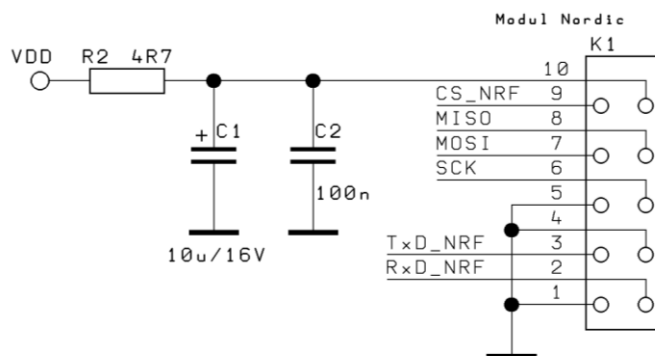 Modul Nordic
K1
VDD R2 4R7
10
CS_NRF 9
MISO 8
MOSI 7
SCK 6
5
4
TxD_NRF 3
RxD_NRF 2
1
+ C1 C2
100n
10u/16V